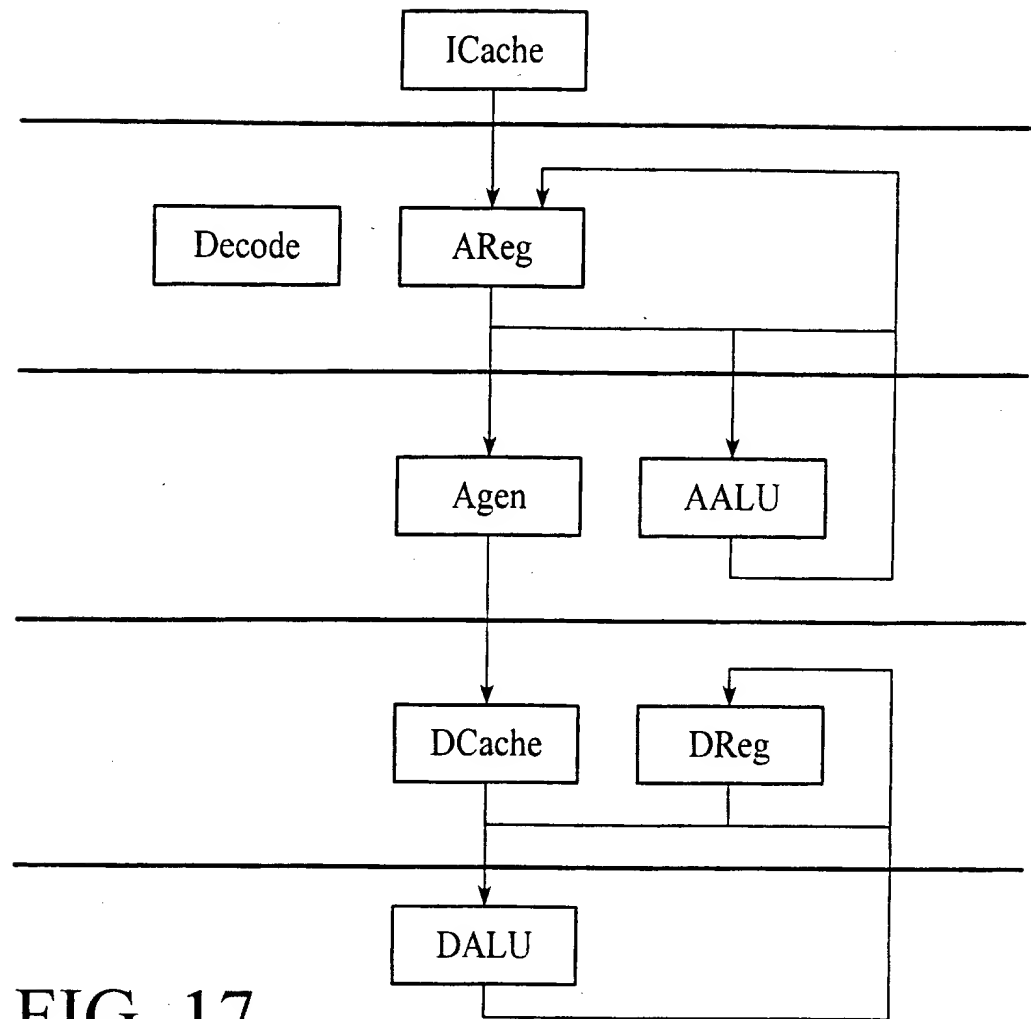 ICache
Decode
AReg
Agen
AALU
DCache
DReg
DALU
FIG. 17